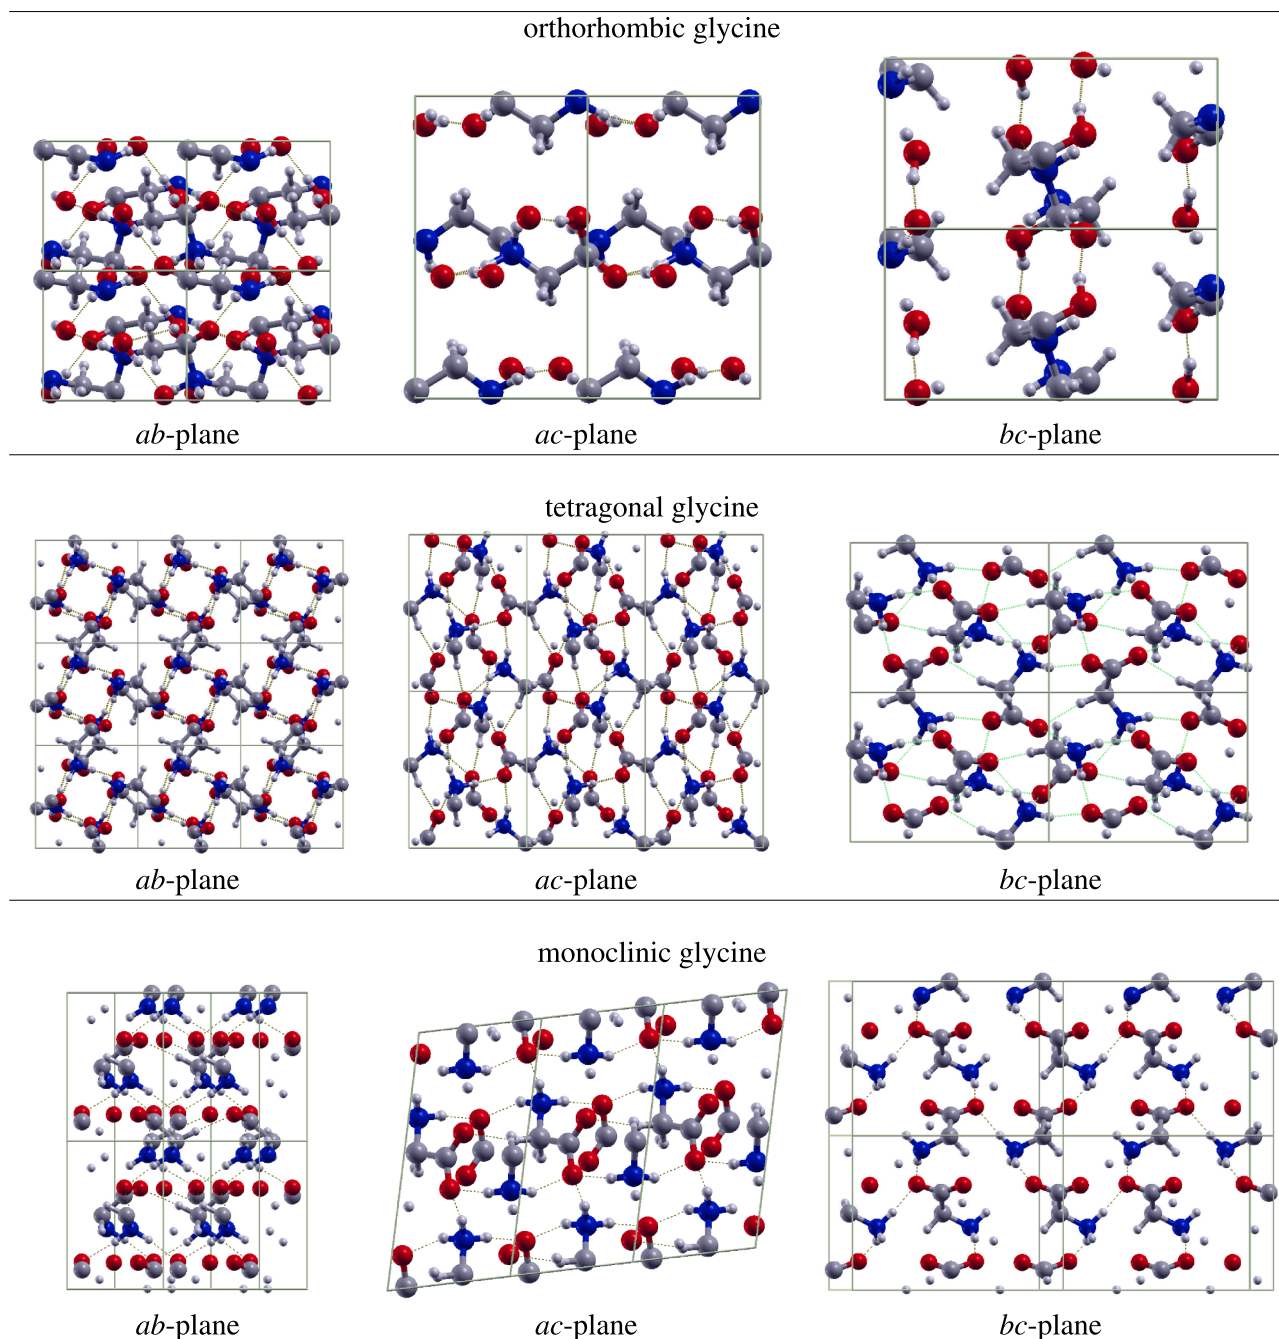 orthorhombic glycine
ab-plane ac-plane bc-plane
tetragonal glycine
ab-plane ac-plane bc-plane
monoclinic glycine
ab-plane ac-plane bc-plane